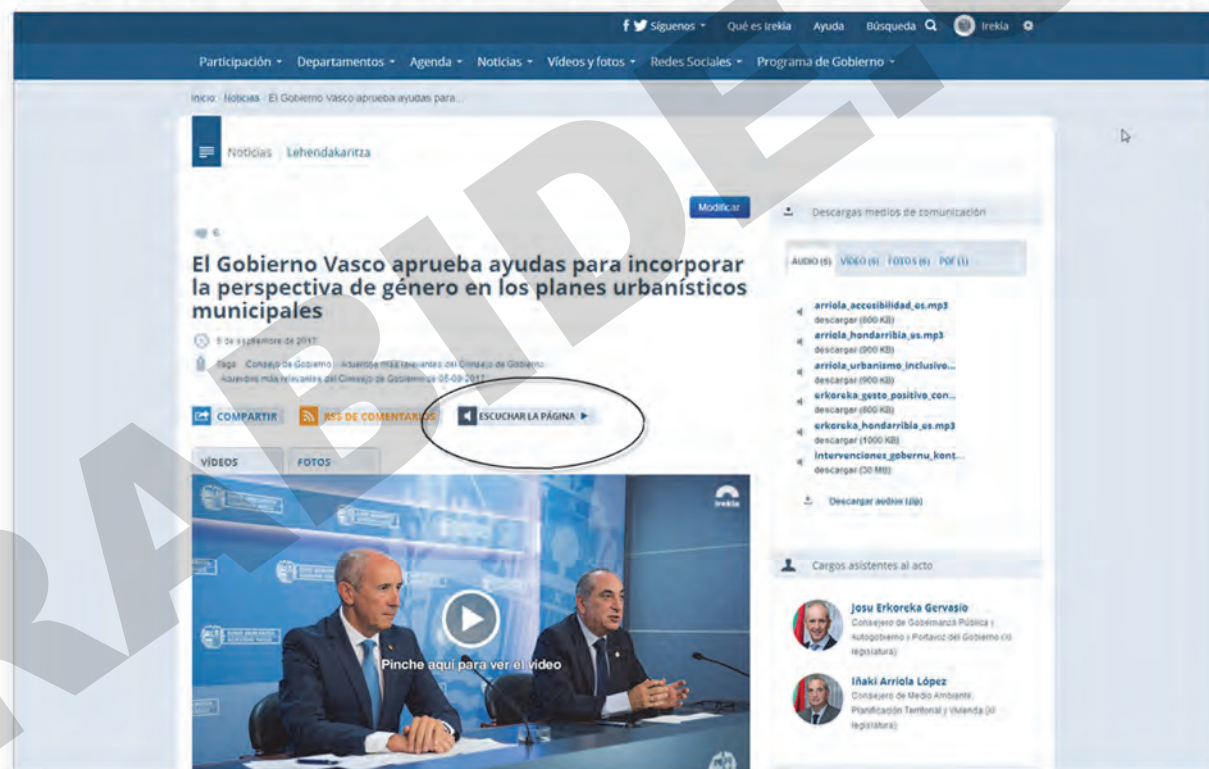 Síguenos
Qué es Irekia
Ayuda
Búsqueda
Irekia
Participación
Departamentos
Agenda
Noticias
Vídeos y fotos
Redes Sociales
Programa de Gobierno
Inicio Noticias El Gobierno Vasco aprueba ayudas para...
Noticias Lehendakaritza
Modificar
El Gobierno Vasco aprueba ayudas para incorporar
la perspectiva de género en los planes urbanísticos
municipales
5 de septiembre de 2017
Tags Consejo de Gobierno Acuerdos más relevantes del Consejo de Gobierno
Acuerdos más relevantes del Consejo de Gobierno de 05-09-2017
COMPARTIR
RSS DE COMENTARIOS
ESCUCHAR LA PÁGINA
VÍDEOS
FOTOS
irekia
Pinche aquí para ver el video
Descargas medios de comunicación
AUDIO (6) VIDEO (6) FOTOS (6) PDF (1)
arriola_accesibilidad_es.mp3
descargar (800 KB)
arriola_hondarribia_es.mp3
descargar (900 KB)
arriola_urbanismo_inclusivo...
descargar (900 KB)
erkoreka_gesto_positivo_con...
descargar (800 KB)
erkoreka_hondarribia_es.mp3
descargar (1000 KB)
intervenciones_gobernu_kont...
descargar (30 MB)
Descargar audios (zip)
Cargos asistentes al acto
Josu Erkoreka Gervasio
Consejero de Gobernanza Pública y
Autogobierno y Portavoz del Gobierno (XI
legislatura)
Iñaki Arriola López
Consejero de Medio Ambiente,
Planificación Territorial y Vivienda (XI
legislatura)